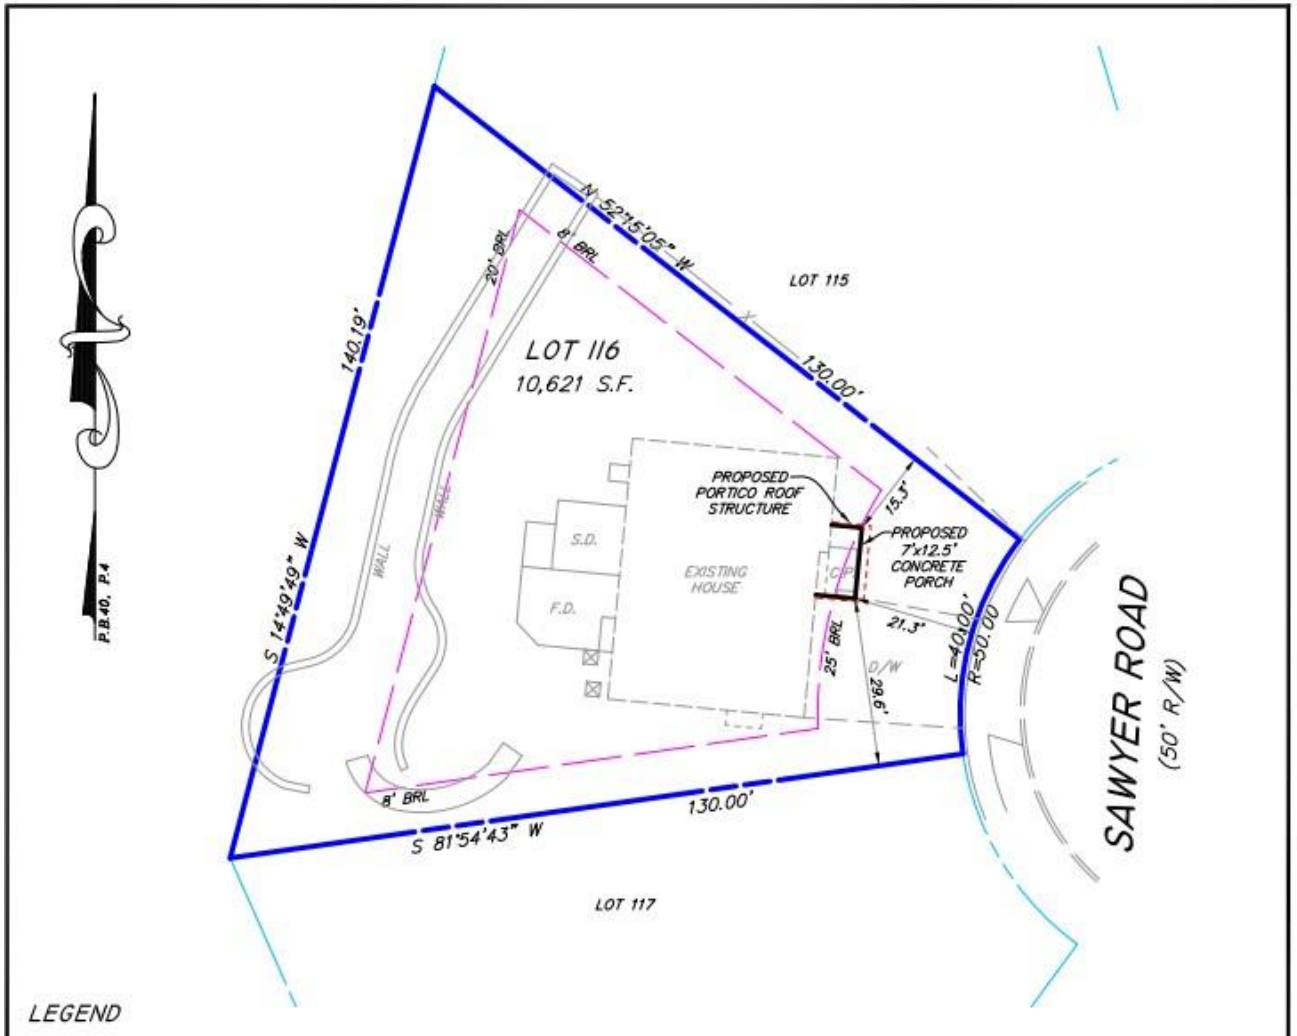 P.B.40, P.4
N 52°15'05" W
130.00'
LOT 115
20' BRL
8' BRL
LOT 116
10,621 S.F.
140.19'
S 14°49'49" W
WALL
WALL
PROPOSED
PORTICO ROOF
STRUCTURE
15.3'
PROPOSED
7'x12.5'
CONCRETE
PORCH
S.D.
F.D.
EXISTING
HOUSE
C.P.
21.3'
25' BRL
D/W
29.6'
L=40.00'
R=50.00
SAWYER ROAD
(50' R/W)
8' BRL
S 81°54'43" W
130.00'
LOT 117
X
LEGEND